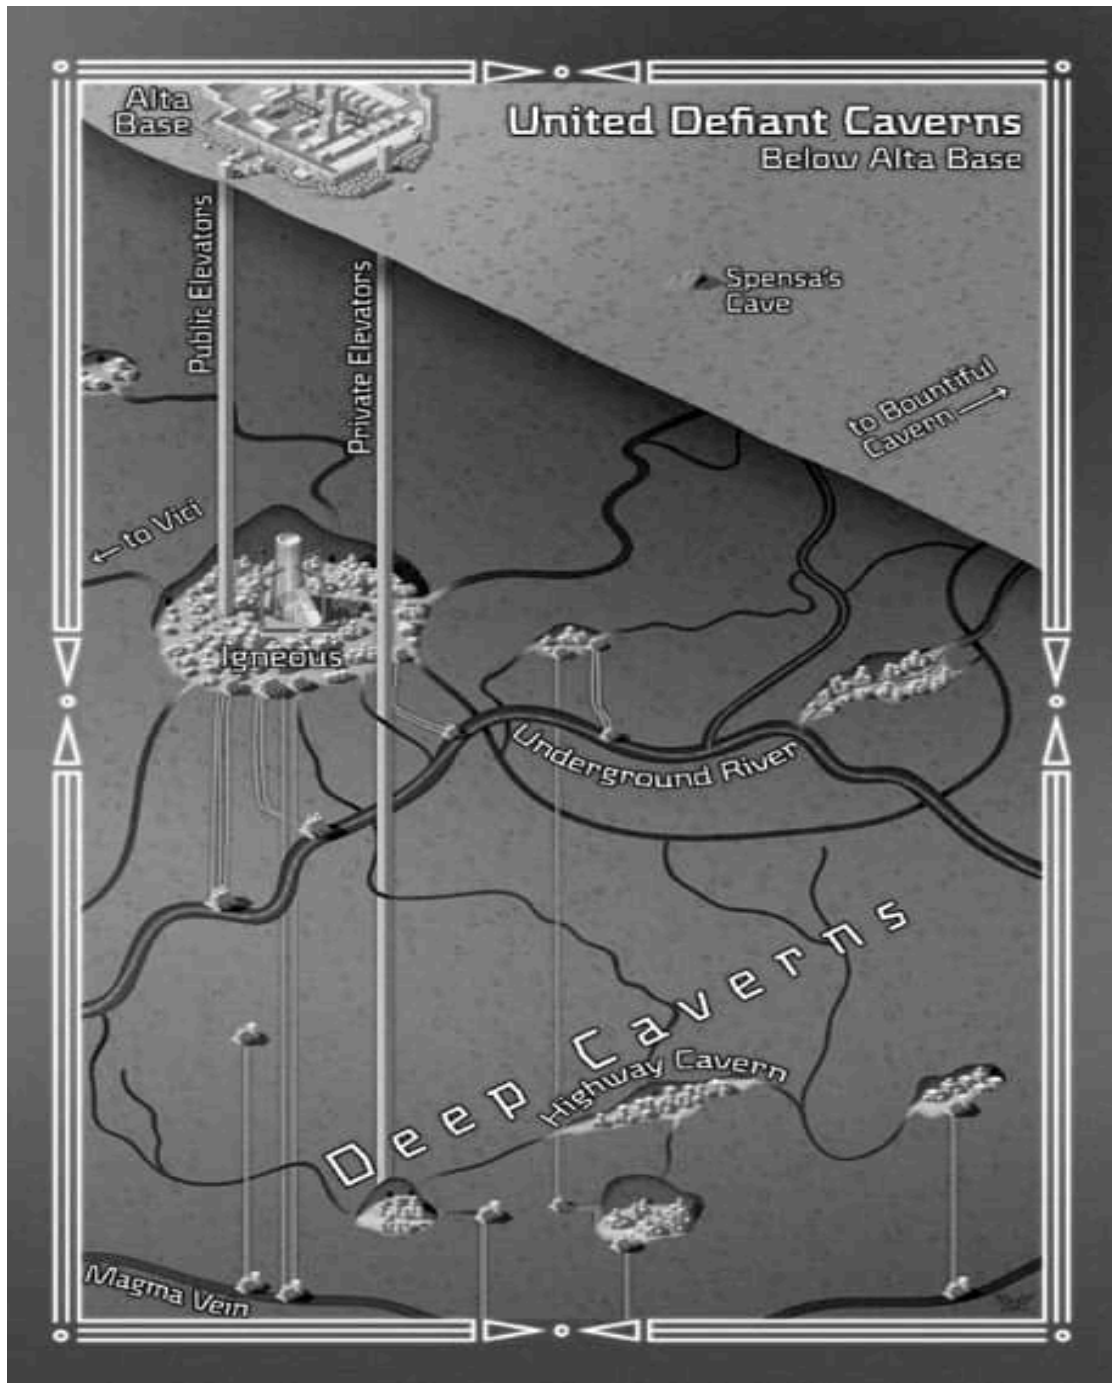 Alta
Base
United Defiant Caverns
Below Alta Base
Public Elevators
Private Elevators
Spensa's
Cave
to Bountiful
Cavern
to Vici
Igneous
Underground River
Deep Caverns
Highway Cavern
Magma Vein